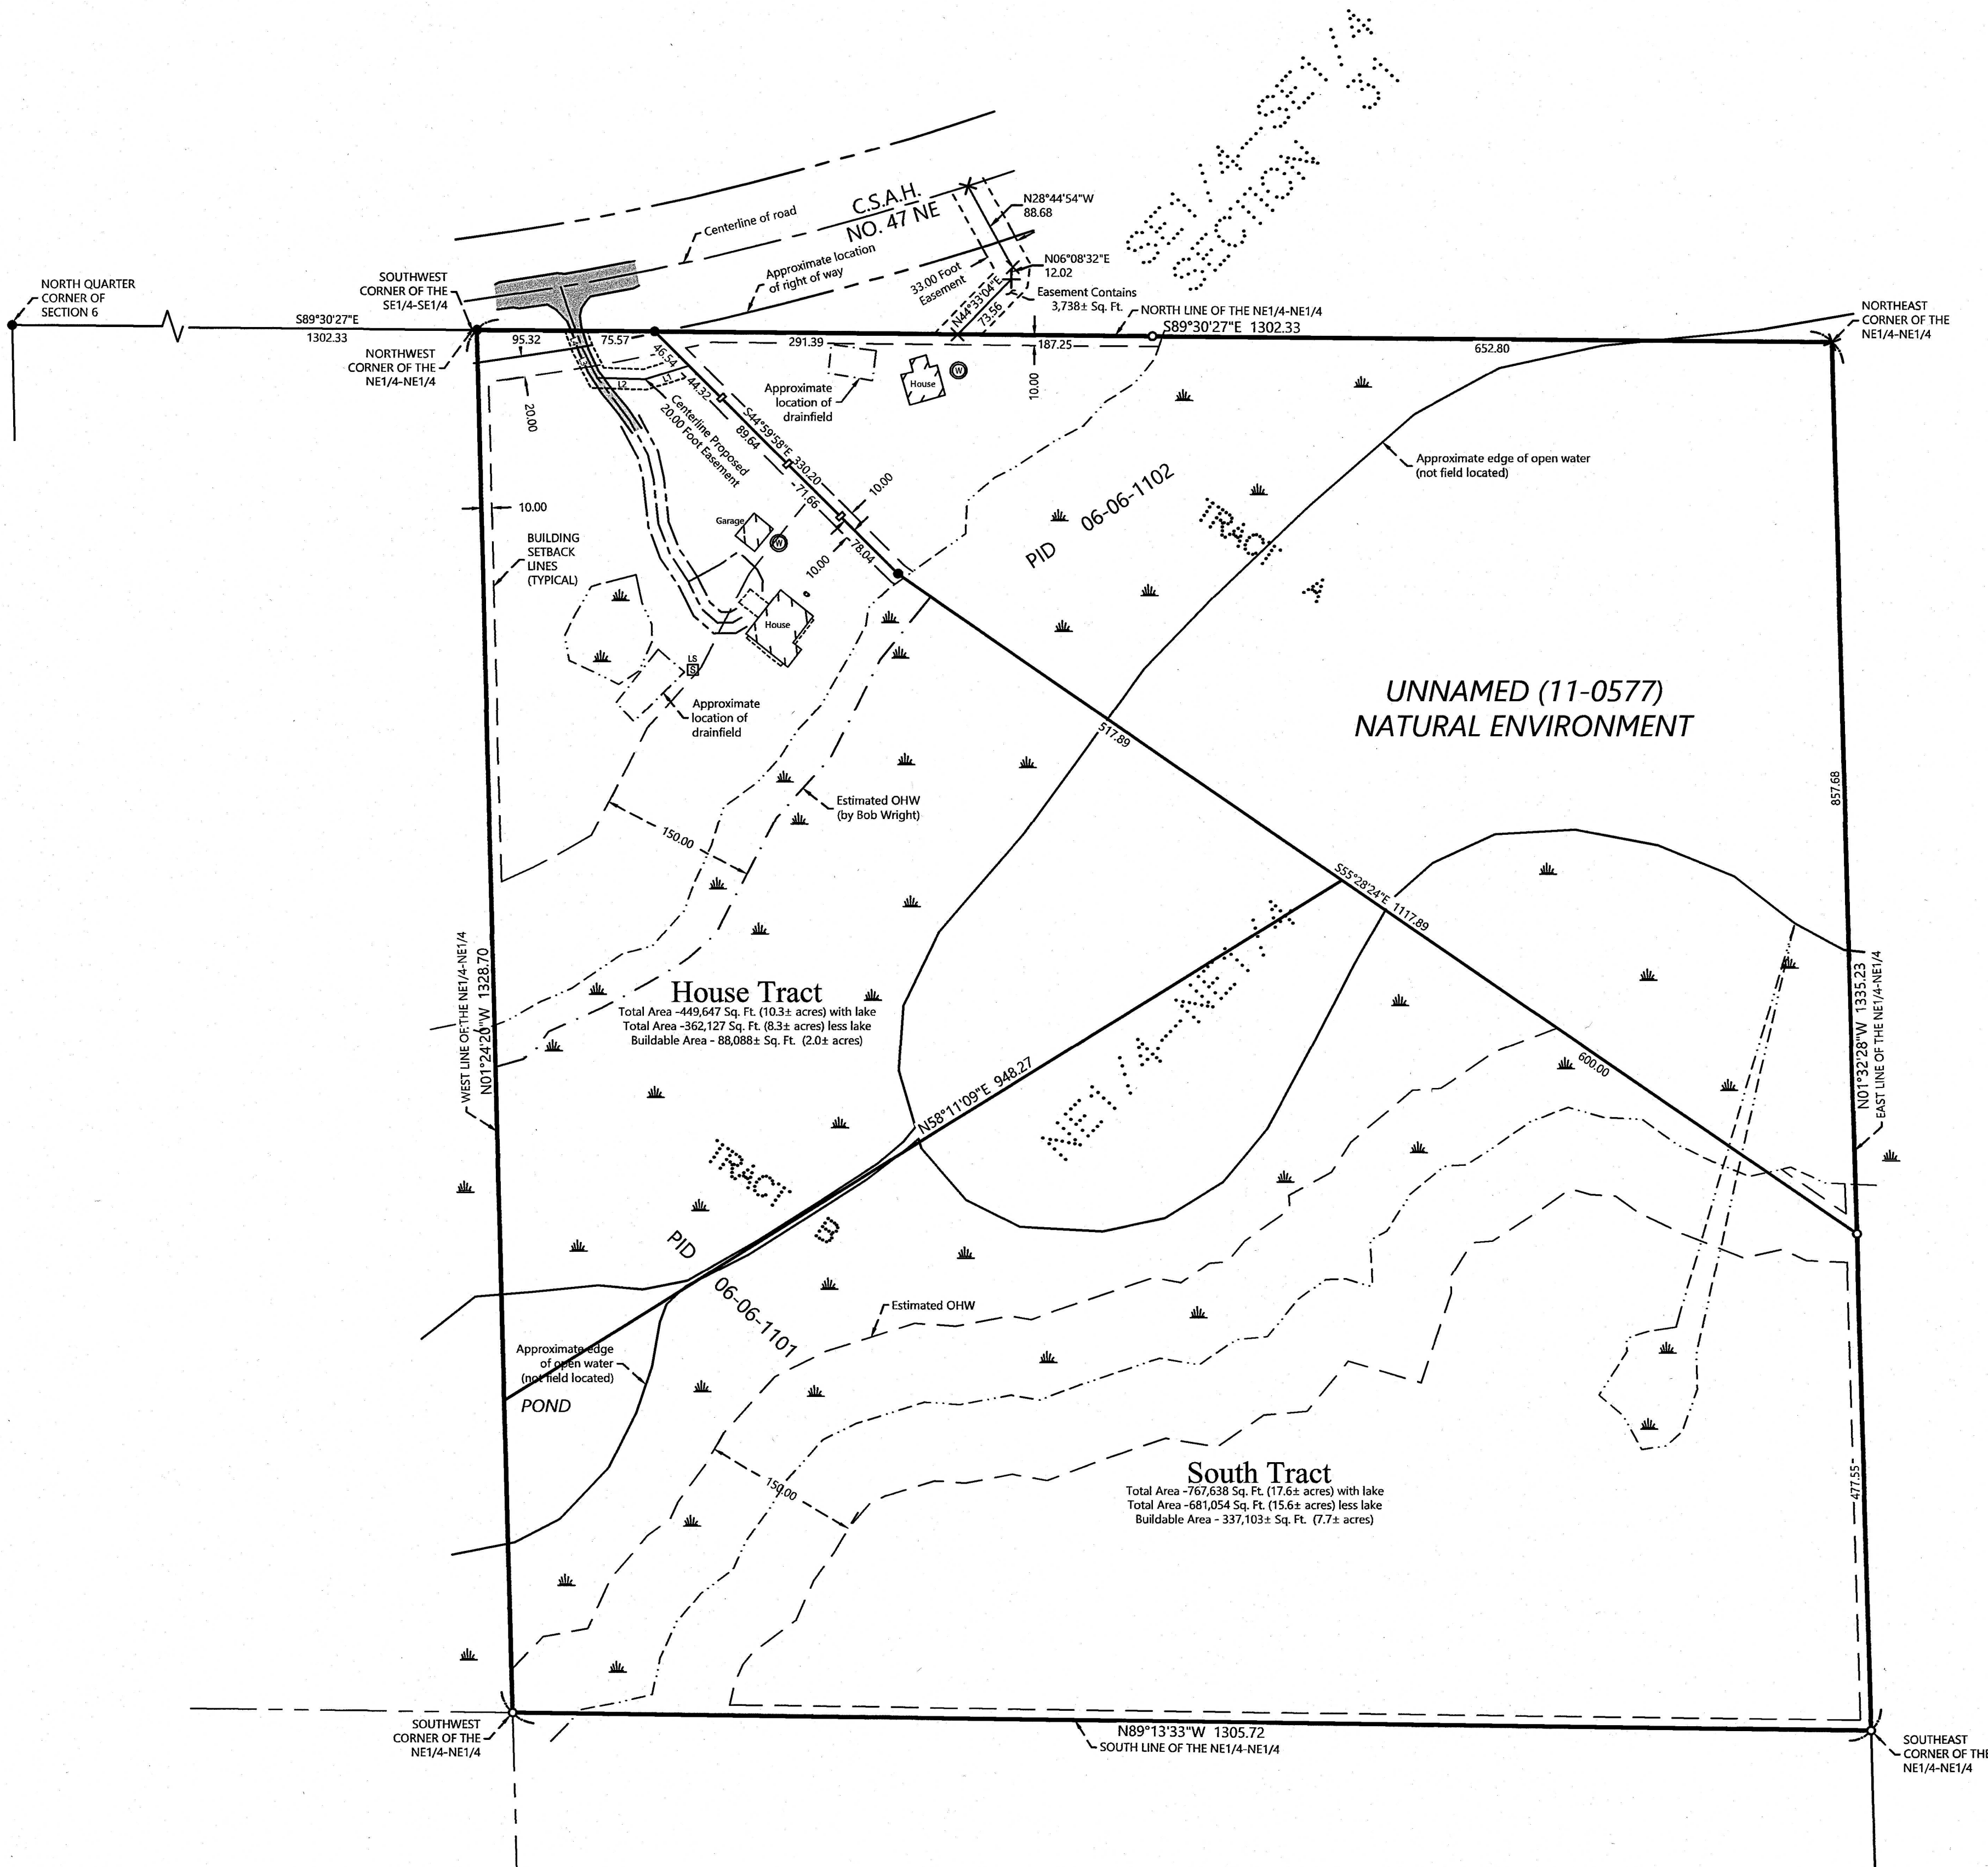 SE1/4-SE1/4
SECTION 31
C.S.A.H.
NO. 47 NE
Centerline of road
Approximate location
of right of way
N28°44'54"W
88.68
N06°08'32"E
12.02
33.00 Foot
Easement
N44°33'04"E
73.56
Easement Contains
3,738± Sq. Ft.
NORTH QUARTER
CORNER OF
SECTION 6
SOUTHWEST
CORNER OF THE
SE1/4-SE1/4
NORTHWEST
CORNER OF THE
NE1/4-NE1/4
S89°30'27"E
1302.33
NORTH LINE OF THE NE1/4-NE1/4
S89°30'27"E 1302.33
NORTHEAST
CORNER OF THE
NE1/4-NE1/4
95.32
75.57
291.39
187.25
652.80
10.00
20.00
L2
L1
46.54
44.32
S44°59'58"E 330.20
89.64
71.66
78.04
10.00
10.00
Centerline Proposed
20.00 Foot Easement
Approximate
location of
drainfield
House
W
Approximate edge of open water
(not field located)
PID 06-06-1102
TRACT A
10.00
BUILDING
SETBACK
LINES
(TYPICAL)
Garage
W
House
LS
S
Approximate
location of
drainfield
UNNAMED (11-0577)
NATURAL ENVIRONMENT
517.89
857.68
Estimated OHW
(by Bob Wright)
150.00
S55°28'24"E 1117.89
WEST LINE OF THE NE1/4-NE1/4
N01°24'20"W 1328.70
House Tract
Total Area -449,647 Sq. Ft. (10.3± acres) with lake
Total Area -362,127 Sq. Ft. (8.3± acres) less lake
Buildable Area - 88,088± Sq. Ft. (2.0± acres)
NE1/4-NE1/4
N58°11'09"E 948.27
600.00
N01°32'28"W 1335.23
EAST LINE OF THE NE1/4-NE1/4
TRACT B
PID 06-06-1101
Estimated OHW
Approximate edge
of open water
(not field located)
POND
150.00
South Tract
Total Area -767,638 Sq. Ft. (17.6± acres) with lake
Total Area -681,054 Sq. Ft. (15.6± acres) less lake
Buildable Area - 337,103± Sq. Ft. (7.7± acres)
477.55
SOUTHWEST
CORNER OF THE
NE1/4-NE1/4
N89°13'33"W 1305.72
SOUTH LINE OF THE NE1/4-NE1/4
SOUTHEAST
CORNER OF THE
NE1/4-NE1/4